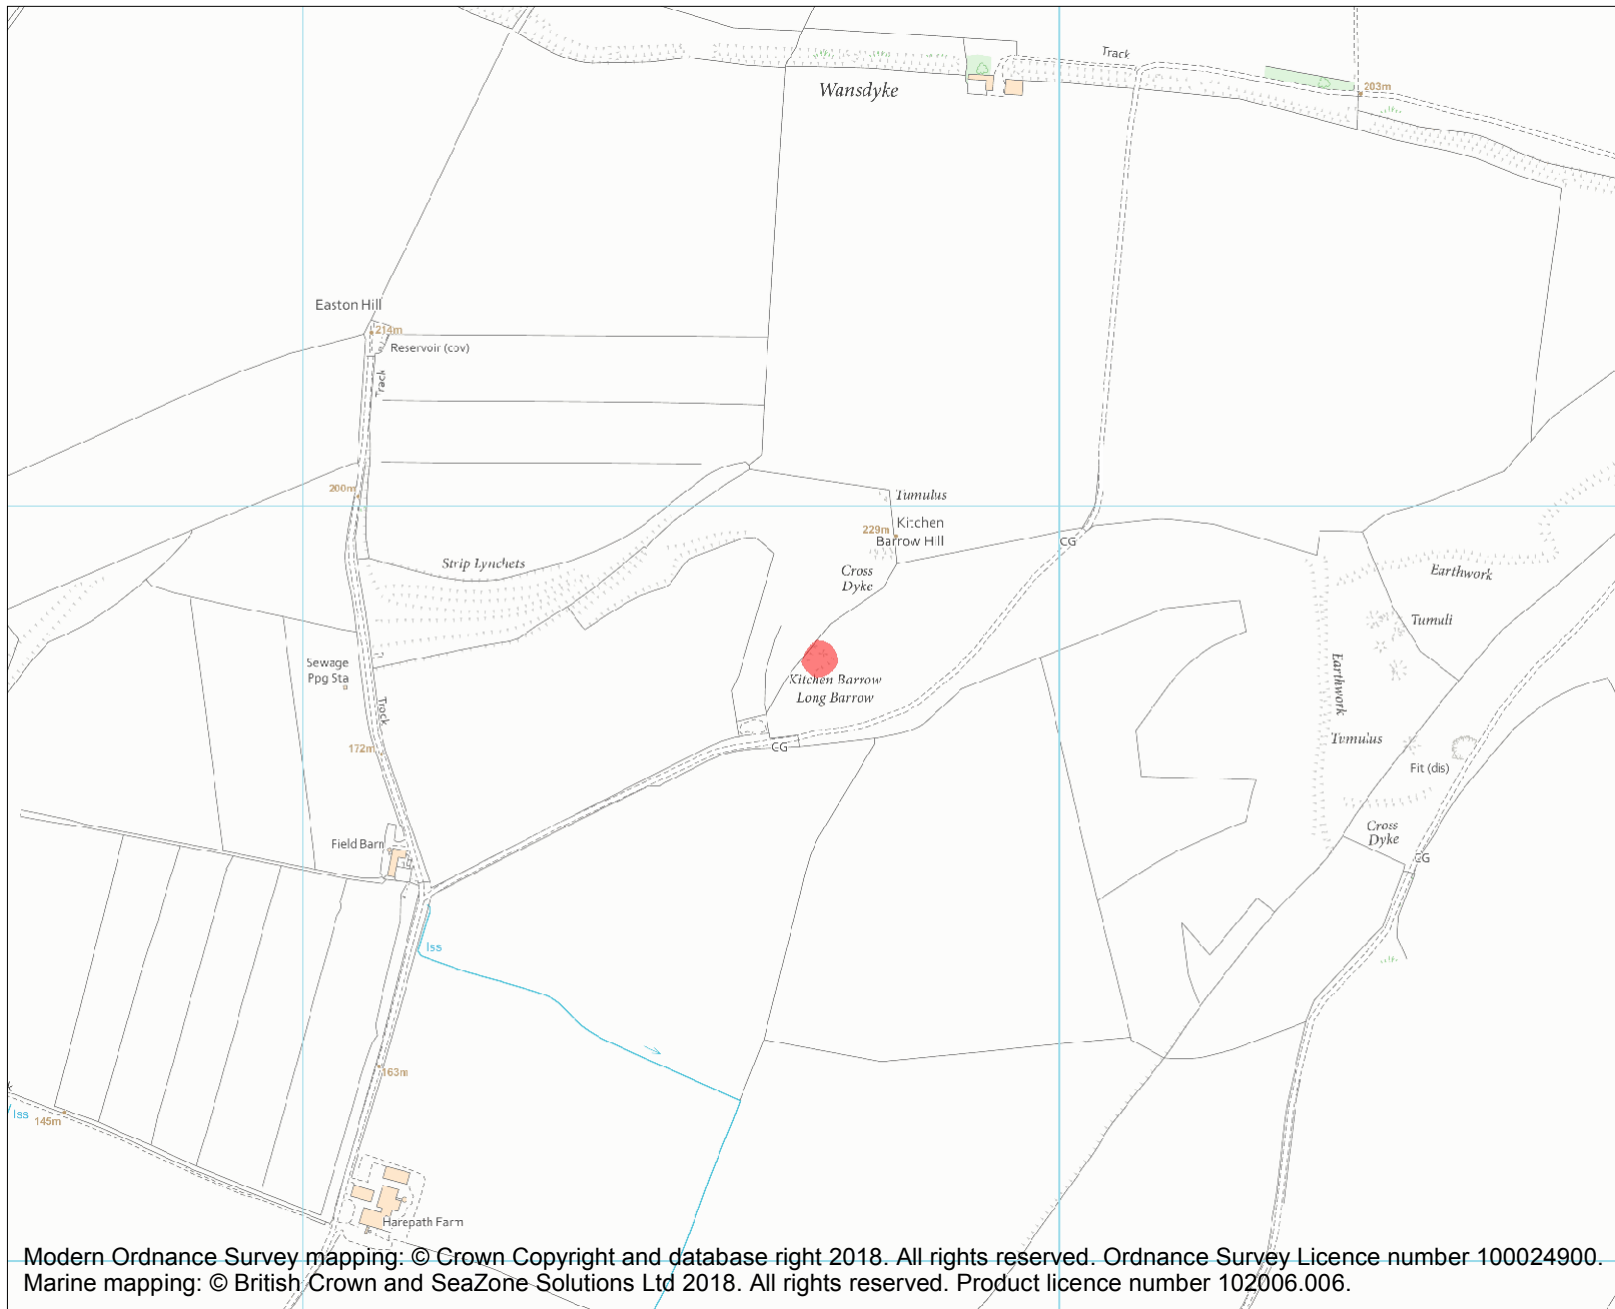 Track
203m
Wansdyke
Easton Hill
214m
Reservoir (cov)
Track
200m
Tumulus
229m
Kitchen
Barrow Hill
CG
Strip Lynchets
Cross
Dyke
Earthwork
Tumuli
Sewage
Ppg Sta
Earthwork
Kitchen Barrow
Long Barrow
Track
172m
CG
Tumulus
Fit (dis)
Field Barn
Cross
Dyke
CG
Iss
163m
Iss
145m
Harepath Farm
Modern Ordnance Survey mapping: © Crown Copyright and database right 2018. All rights reserved. Ordnance Survey Licence number 100024900.
Marine mapping: © British Crown and SeaZone Solutions Ltd 2018. All rights reserved. Product licence number 102006.006.